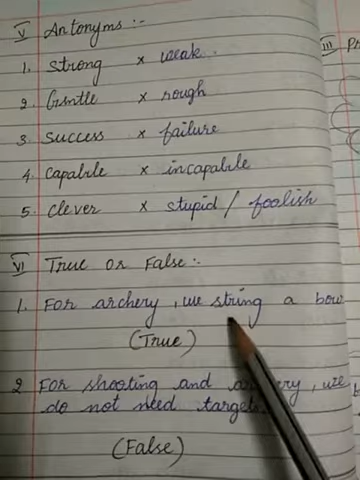 V Antonyms :-
1. Strong × weak.
2. Gentle × rough
3. Success × failure
4. Capable × incapable
5. Clever × stupid / foolish
VI True or False :-
1. For archery, we string a bow
(True)
2 For shooting and archery, we
do not need target
(False)
III